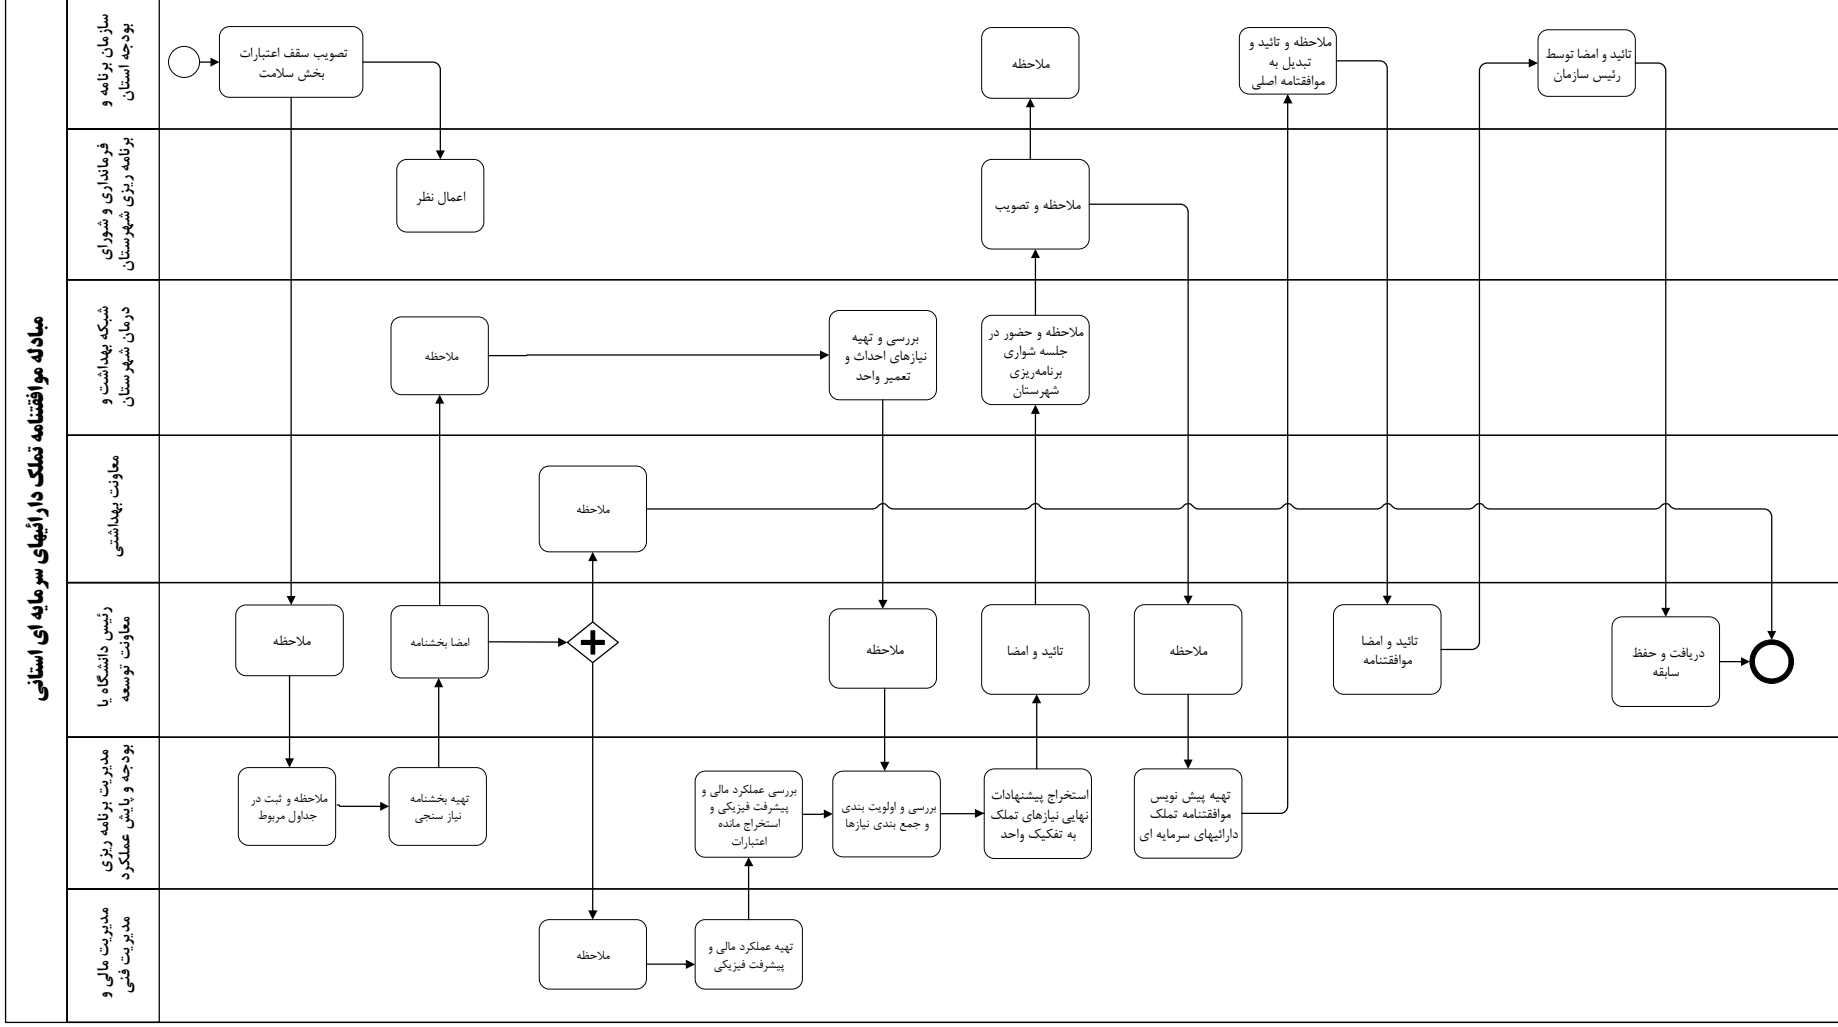 مبادله موافقتنامه تملک دارائیهای سرمایه ای استانی
سازمان برنامه و
بودجه استان
تصویب سقف اعتبارات
بخش سلامت
ملاحظه
ملاحظه و تائید و
تبدیل به
موافقتنامه اصلی
تائید و امضا توسط
رئیس سازمان
فرمانداری و شورای
برنامه ریزی شهرستان
اعمال نظر
ملاحظه و تصویب
شبکه بهداشت و
درمان شهرستان
ملاحظه
بررسی و تهیه
نیازهای احداث و
تعمیر واحد
ملاحظه و حضور در
جلسه شواری
برنامه‌ریزی
شهرستان
معاونت بهداشتی
ملاحظه
رئیس دانشگاه یا
معاونت توسعه
ملاحظه
امضا بخشنامه
ملاحظه
تائید و امضا
ملاحظه
تائید و امضا
موافقتنامه
دریافت و حفظ
سابقه
مدیریت برنامه ریزی
بودجه و پایش عملکرد
ملاحظه و ثبت در
جداول مربوط
تهیه بخشنامه
نیاز سنجی
بررسی عملکرد مالی و
پیشرفت فیزیکی و
استخراج مانده
اعتبارات
بررسی و اولویت بندی
و جمع بندی نیازها
استخراج پیشنهادات
نهایی نیازهای تملک
به تفکیک واحد
تهیه پیش نویس
موافقتنامه تملک
دارائیهای سرمایه ای
مدیریت مالی و
مدیریت فنی
ملاحظه
تهیه عملکرد مالی و
پیشرفت فیزیکی